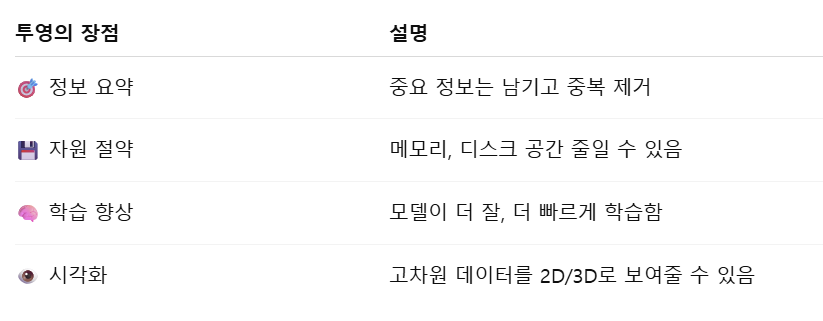 투영의 장점 설명
🎯 정보 요약 중요 정보는 남기고 중복 제거
💾 자원 절약 메모리, 디스크 공간 줄일 수 있음
🧠 학습 향상 모델이 더 잘, 더 빠르게 학습함
👁️ 시각화 고차원 데이터를 2D/3D로 보여줄 수 있음